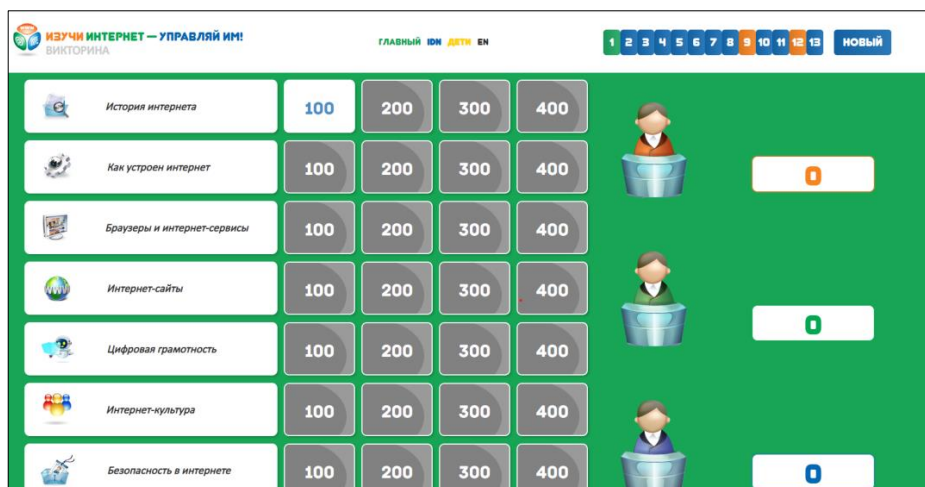 ИЗУЧИ ИНТЕРНЕТ — УПРАВЛЯЙ ИМ!
ВИКТОРИНА
ГЛАВНЫЙ IDN ДЕТИ EN
1 2 3 4 5 6 7 8 9 10 11 12 13 НОВЫЙ
История интернета 100 200 300 400
Как устроен интернет 100 200 300 400
0
Браузеры и интернет-сервисы 100 200 300 400
Интернет-сайты 100 200 300 400
0
Цифровая грамотность 100 200 300 400
Интернет-культура 100 200 300 400
Безопасность в интернете 100 200 300 400
0